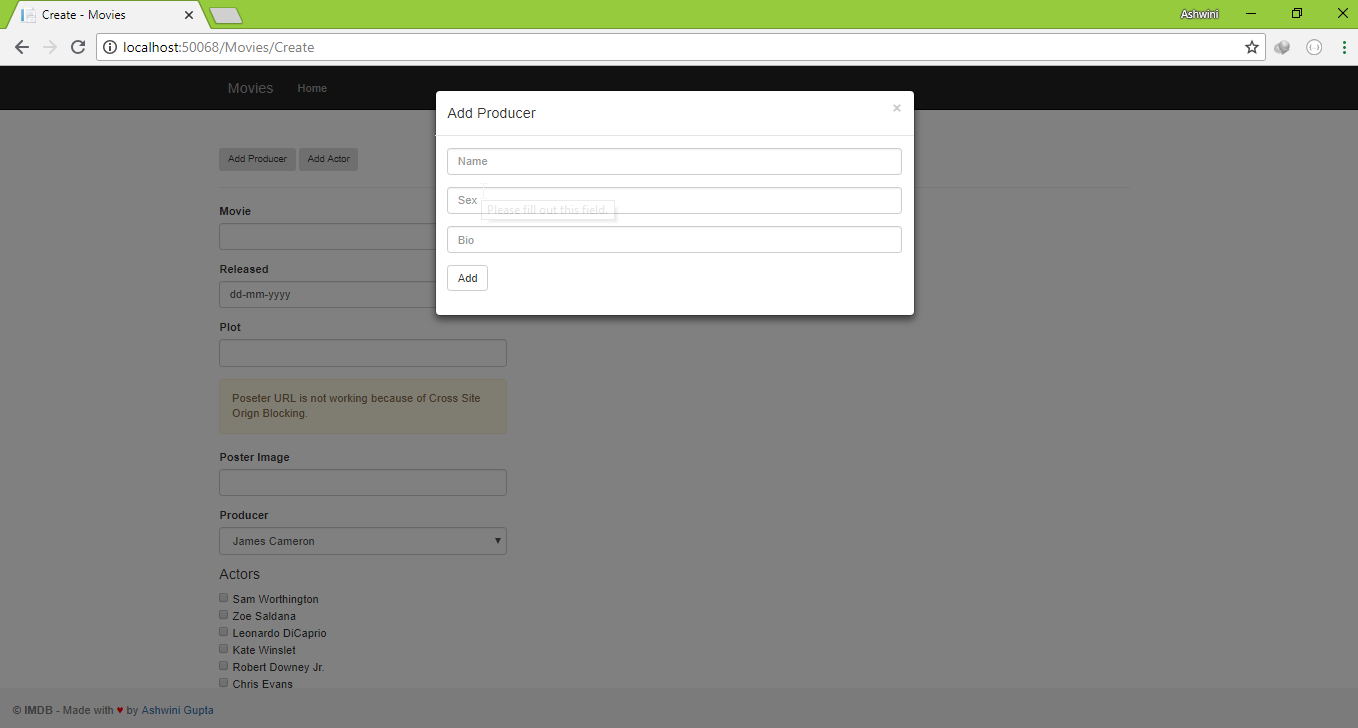 Create - Movies
Ashwini
localhost:50068/Movies/Create
Movies Home
Add Producer
Name
Sex
Please fill out this field.
Bio
Add
Add Producer Add Actor
Movie
Released
dd-mm-yyyy
Plot
Poseter URL is not working because of Cross Site
Orign Blocking.
Poster Image
Producer
James Cameron
Actors
Sam Worthington
Zoe Saldana
Leonardo DiCaprio
Kate Winslet
Robert Downey Jr.
Chris Evans
© IMDB - Made with ♥ by Ashwini Gupta